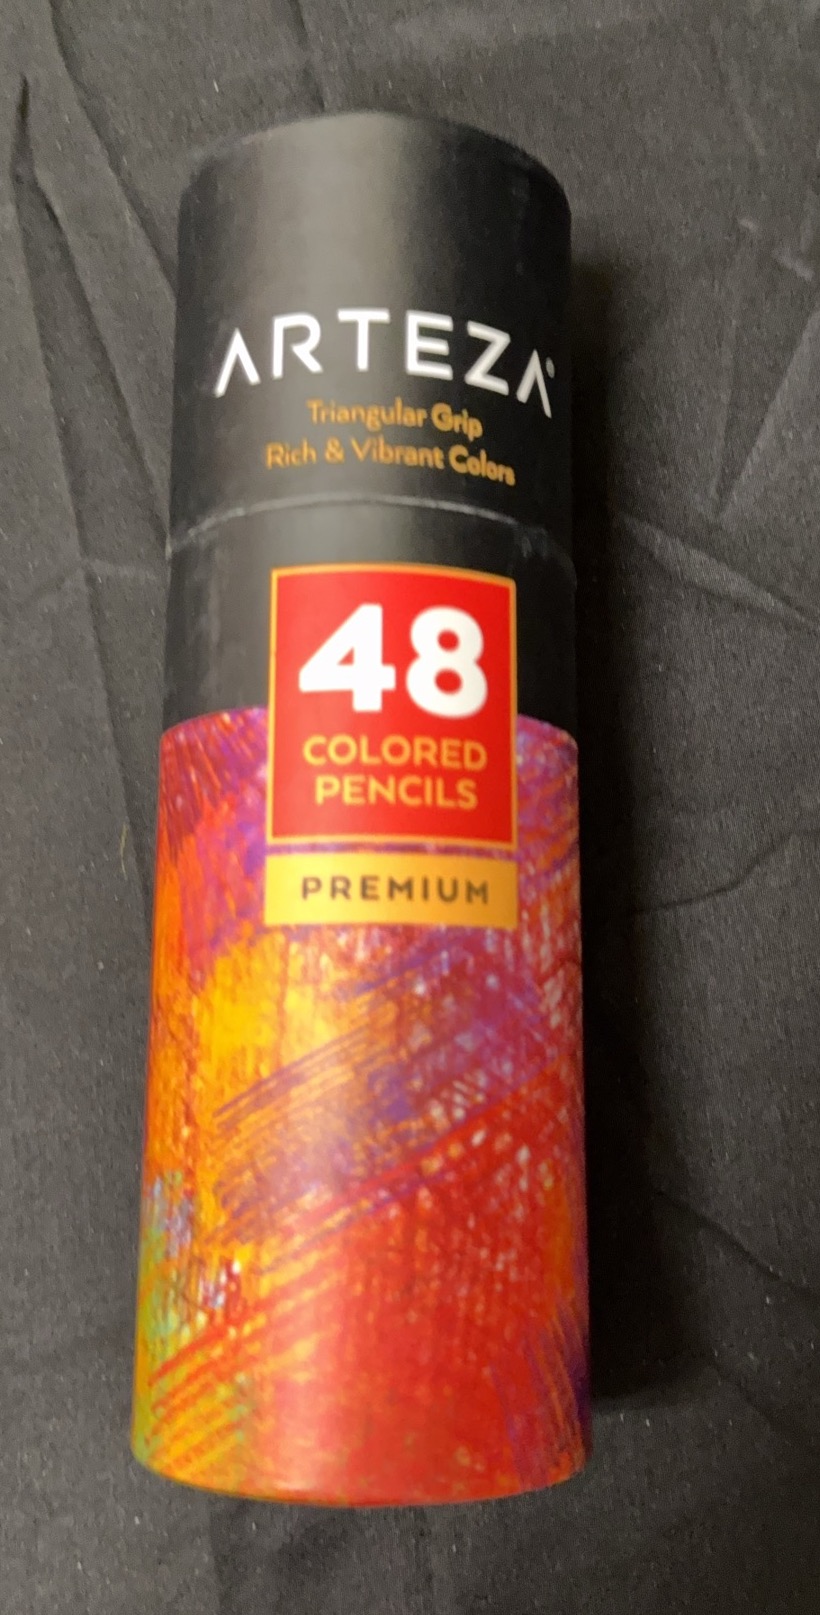 ARTEZA®
Triangular Grip
Rich & Vibrant Colors
48
COLORED
PENCILS
PREMIUM